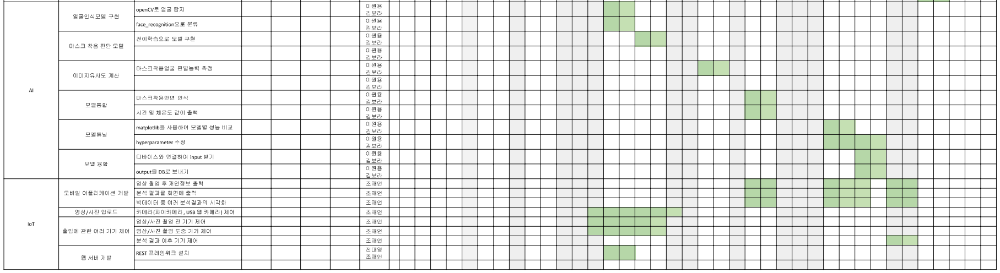 AI
얼굴인식모델 구현
openCV로 얼굴 탐지
이원용
김보라
face_recognition으로 분류
이원용
김보라
마스크 착용 판단 모델
전이학습으로 모델 구현
이원용
김보라
이원용
김보라
이미지유사도 계산
마스크착용얼굴 판별능력 측정
이원용
김보라
이원용
김보라
모델통합
마스크착용안면 인식
이원용
김보라
시간 및 체온도 같이 출력
이원용
김보라
모델튜닝
matplotlib을 사용하여 모델별 성능 비교
이원용
김보라
hyperparameter 수정
이원용
김보라
모델 융합
디바이스와 연결하여 input 받기
이원용
김보라
output을 DB로 보내기
이원용
김보라
IoT
모바일 어플리케이션 개발
영상 촬영 후 개인정보 출력
조재언
분석 결과를 화면에 출력
조재언
빅데이터 등 여러 분석결과의 시각화
조재언
영상/사진 업로드
카메라(파이카메라, USB 웹 카메라) 제어
조재언
출입에 관한 여러 기기 제어
영상/사진 촬영 전 기기 제어
조재언
영상/사진 촬영 도중 기기 제어
조재언
분석 결과 이후 기기 제어
조재언
웹 서버 개발
REST 프레임워크 설치
전대영
조재언